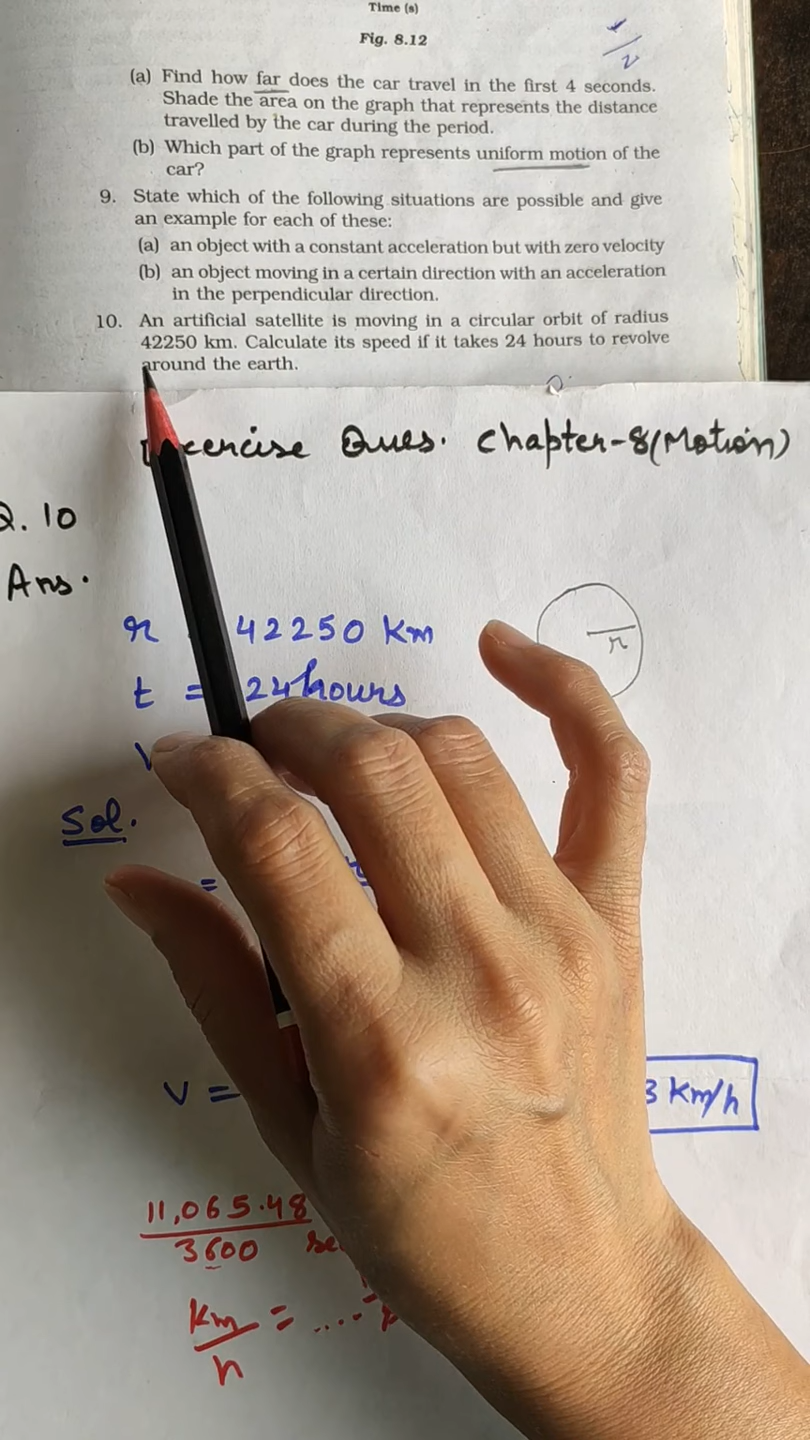 Time (s)
Fig. 8.12
(a) Find how far does the car travel in the first 4 seconds.
Shade the area on the graph that represents the distance
travelled by the car during the period.
(b) Which part of the graph represents uniform motion of the
car?
9. State which of the following situations are possible and give
an example for each of these:
(a) an object with a constant acceleration but with zero velocity
(b) an object moving in a certain direction with an acceleration
in the perpendicular direction.
10. An artificial satellite is moving in a circular orbit of radius
42250 km. Calculate its speed if it takes 24 hours to revolve
around the earth.
Ques. Chapter-8(Motion)
Q.10
Ans.
r 42250 Km
r
t = 24 hours
V
Sol.
=
V = 3 Km/h
11,065.48
3600 se
Km/h = ....